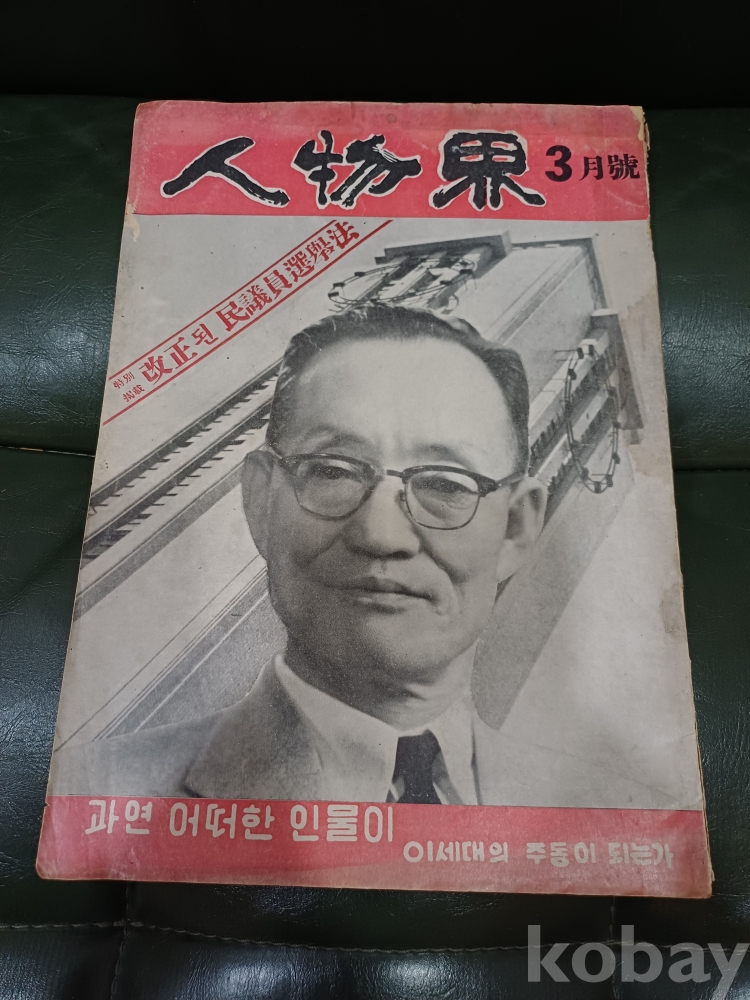 人物界 3月號
特別
揭載 改正된 民議員選擧法
과연 어떠한 인물이
이세대의 주동이 되는가
kobay